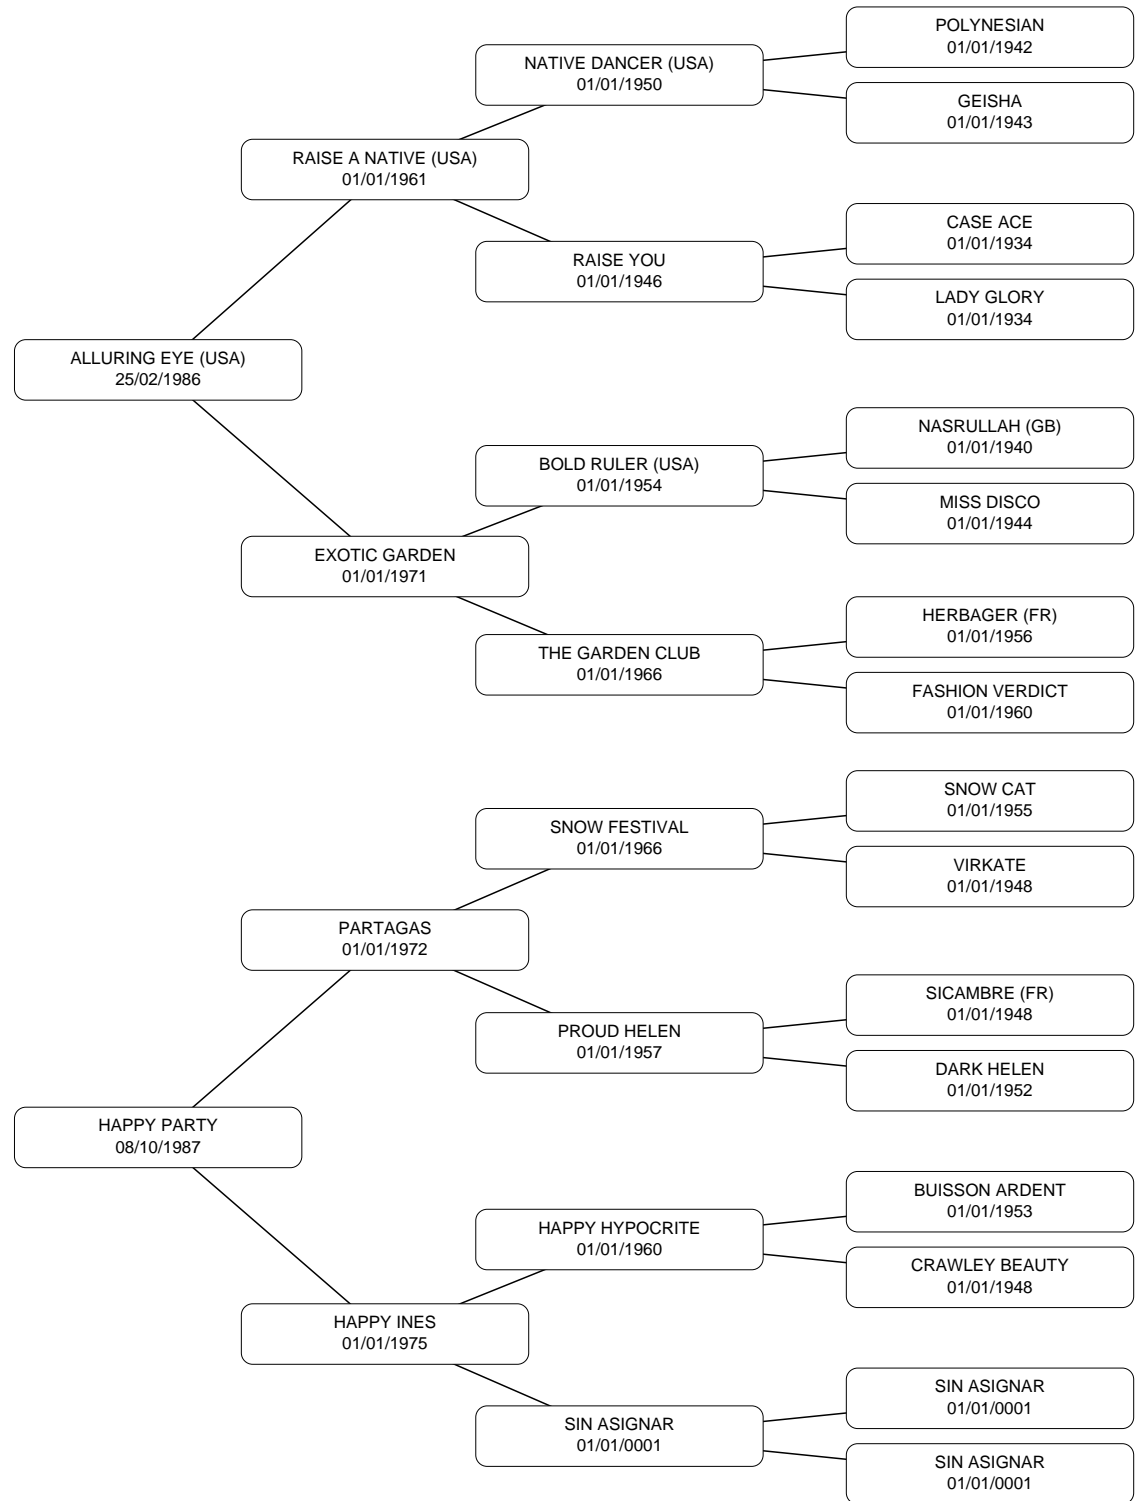 POLYNESIAN
01/01/1942
NATIVE DANCER (USA)
01/01/1950
GEISHA
01/01/1943
RAISE A NATIVE (USA)
01/01/1961
CASE ACE
01/01/1934
RAISE YOU
01/01/1946
LADY GLORY
01/01/1934
ALLURING EYE (USA)
25/02/1986
NASRULLAH (GB)
01/01/1940
BOLD RULER (USA)
01/01/1954
MISS DISCO
01/01/1944
EXOTIC GARDEN
01/01/1971
HERBAGER (FR)
01/01/1956
THE GARDEN CLUB
01/01/1966
FASHION VERDICT
01/01/1960
SNOW CAT
01/01/1955
SNOW FESTIVAL
01/01/1966
VIRKATE
01/01/1948
PARTAGAS
01/01/1972
SICAMBRE (FR)
01/01/1948
PROUD HELEN
01/01/1957
DARK HELEN
01/01/1952
HAPPY PARTY
08/10/1987
BUISSON ARDENT
01/01/1953
HAPPY HYPOCRITE
01/01/1960
CRAWLEY BEAUTY
01/01/1948
HAPPY INES
01/01/1975
SIN ASIGNAR
01/01/0001
SIN ASIGNAR
01/01/0001
SIN ASIGNAR
01/01/0001